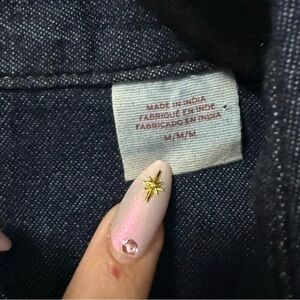 MADE IN INDIA
FABRIQUÉ EN INDE
FABRICADO EN INDIA
M/M/M